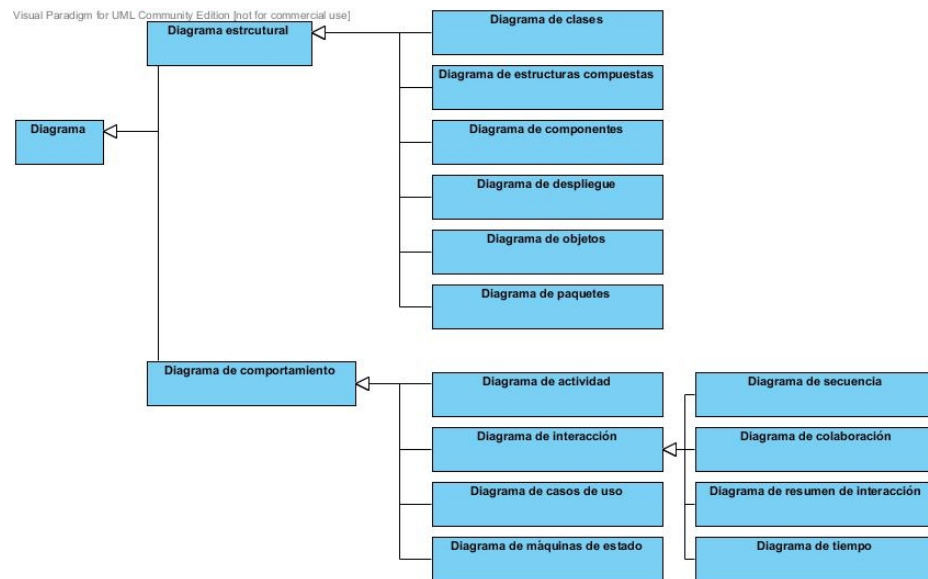 Visual Paradigm for UML Community Edition [not for commercial use]
Diagrama estrcutural
Diagrama de clases
Diagrama de estructuras compuestas
Diagrama
Diagrama de componentes
Diagrama de despliegue
Diagrama de objetos
Diagrama de paquetes
Diagrama de comportamiento
Diagrama de actividad
Diagrama de secuencia
Diagrama de interacción
Diagrama de colaboración
Diagrama de casos de uso
Diagrama de resumen de interacción
Diagrama de màquinas de estado
Diagrama de tiempo